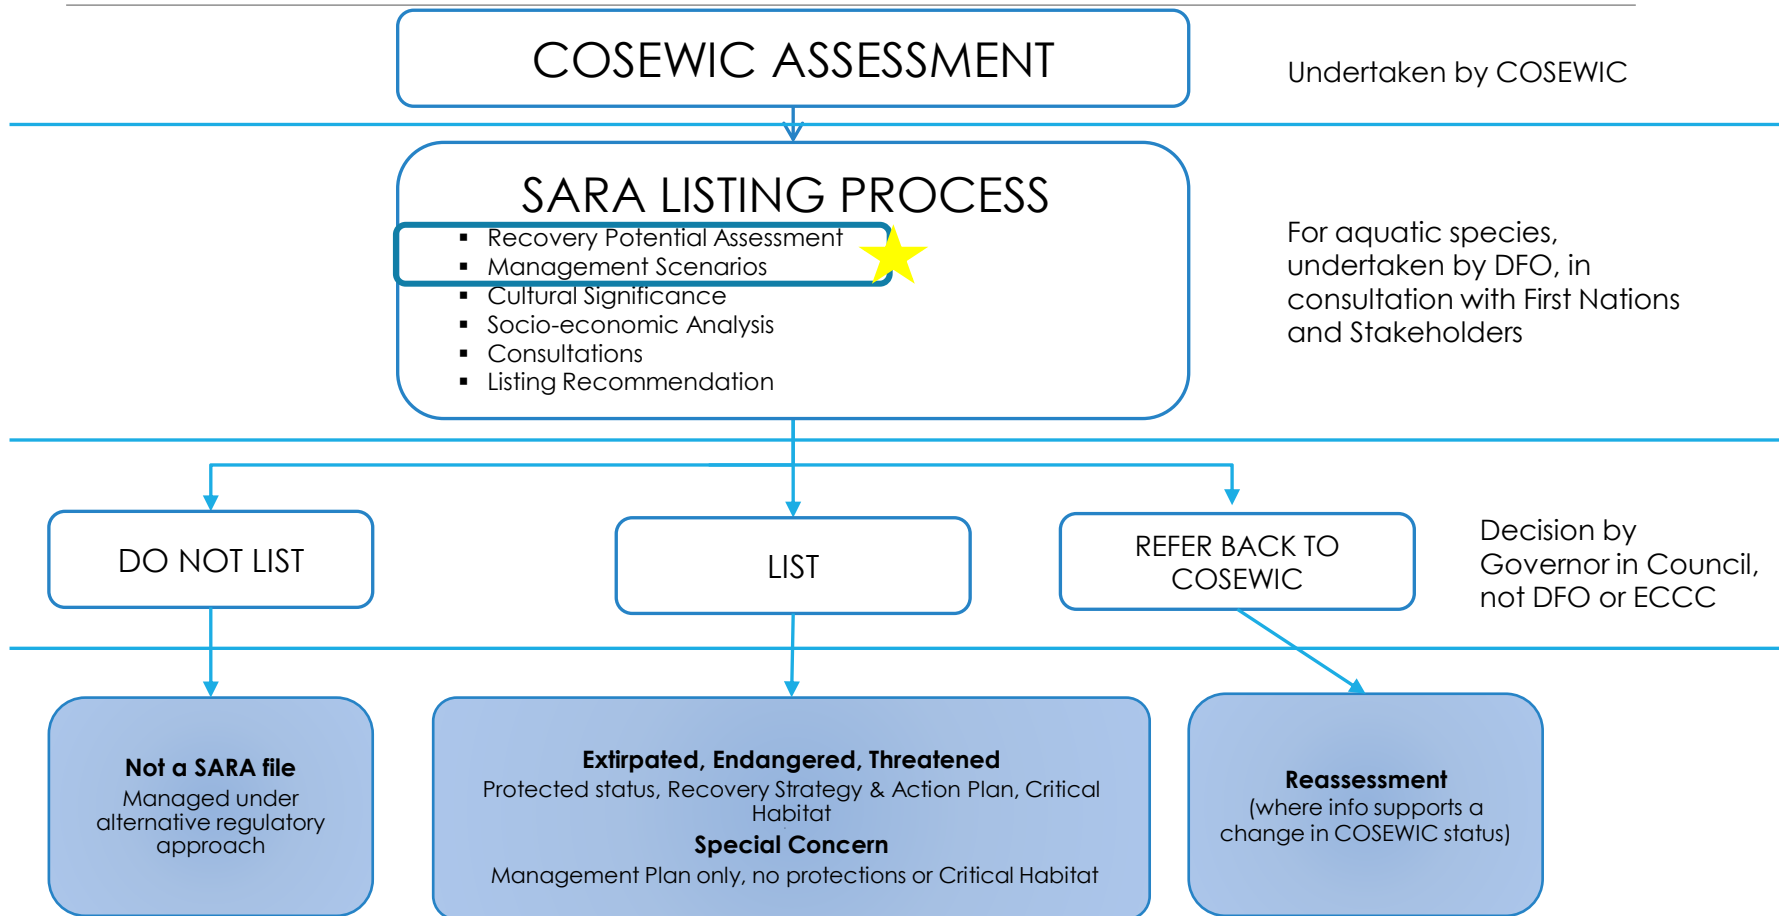 COSEWIC ASSESSMENT
Undertaken by COSEWIC
SARA LISTING PROCESS
▪ Recovery Potential Assessment
▪ Management Scenarios
▪ Cultural Significance
▪ Socio-economic Analysis
▪ Consultations
▪ Listing Recommendation
For aquatic species,
undertaken by DFO, in
consultation with First Nations
and Stakeholders
DO NOT LIST
LIST
REFER BACK TO
COSEWIC
Decision by
Governor in Council,
not DFO or ECCC
Not a SARA file
Managed under
alternative regulatory
approach
Extirpated, Endangered, Threatened
Protected status, Recovery Strategy & Action Plan, Critical
Habitat
Special Concern
Management Plan only, no protections or Critical Habitat
Reassessment
(where info supports a
change in COSEWIC status)